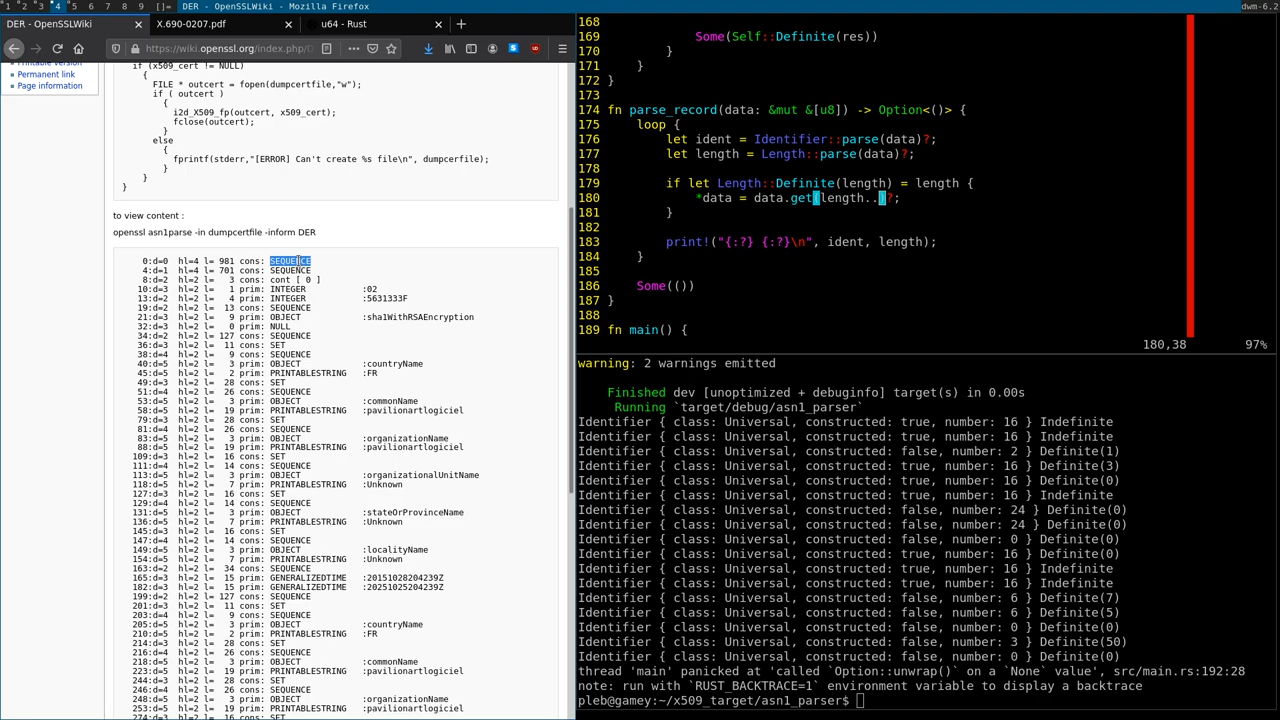 1 2 3 4 5 6 7 8 9 []= DER - OpenSSLWiki - Mozilla Firefox dwm-6.2
DER - OpenSSLWiki × X.690-0207.pdf × u64 - Rust × +
https://wiki.openssl.org/index.php/D
Printable version
Permanent link
Page information
if (x509_cert != NULL)
{
FILE * outcert = fopen(dumpcertfile,"w");
if ( outcert )
{
i2d_X509_fp(outcert, x509_cert);
fclose(outcert);
}
else
{
fprintf(stderr,"[ERROR] Can't create %s file\n", dumpcerfile);
}
}
}
to view content :
openssl asn1parse -in dumpcertfile -inform DER
0:d=0 hl=4 l= 981 cons: SEQUENCE
4:d=1 hl=4 l= 701 cons: SEQUENCE
8:d=2 hl=2 l= 3 cons: cont [ 0 ]
10:d=3 hl=2 l= 1 prim: INTEGER :02
13:d=2 hl=2 l= 4 prim: INTEGER :5631333F
19:d=2 hl=2 l= 13 cons: SEQUENCE
21:d=3 hl=2 l= 9 prim: OBJECT :sha1WithRSAEncryption
32:d=3 hl=2 l= 0 prim: NULL
34:d=2 hl=2 l= 127 cons: SEQUENCE
36:d=3 hl=2 l= 11 cons: SET
38:d=4 hl=2 l= 9 cons: SEQUENCE
40:d=5 hl=2 l= 3 prim: OBJECT :countryName
45:d=5 hl=2 l= 2 prim: PRINTABLESTRING :FR
49:d=3 hl=2 l= 28 cons: SET
51:d=4 hl=2 l= 26 cons: SEQUENCE
53:d=5 hl=2 l= 3 prim: OBJECT :commonName
58:d=5 hl=2 l= 19 prim: PRINTABLESTRING :pavilionartlogiciel
79:d=3 hl=2 l= 28 cons: SET
81:d=4 hl=2 l= 26 cons: SEQUENCE
83:d=5 hl=2 l= 3 prim: OBJECT :organizationName
88:d=5 hl=2 l= 19 prim: PRINTABLESTRING :pavilionartlogiciel
109:d=3 hl=2 l= 16 cons: SET
111:d=4 hl=2 l= 14 cons: SEQUENCE
113:d=5 hl=2 l= 3 prim: OBJECT :organizationalUnitName
118:d=5 hl=2 l= 7 prim: PRINTABLESTRING :Unknown
127:d=3 hl=2 l= 16 cons: SET
129:d=4 hl=2 l= 14 cons: SEQUENCE
131:d=5 hl=2 l= 3 prim: OBJECT :stateOrProvinceName
136:d=5 hl=2 l= 7 prim: PRINTABLESTRING :Unknown
145:d=3 hl=2 l= 16 cons: SET
147:d=4 hl=2 l= 14 cons: SEQUENCE
149:d=5 hl=2 l= 3 prim: OBJECT :localityName
154:d=5 hl=2 l= 7 prim: PRINTABLESTRING :Unknown
163:d=2 hl=2 l= 34 cons: SEQUENCE
165:d=3 hl=2 l= 15 prim: GENERALIZEDTIME :20151028204239Z
182:d=3 hl=2 l= 15 prim: GENERALIZEDTIME :20251025204239Z
199:d=2 hl=2 l= 127 cons: SEQUENCE
201:d=3 hl=2 l= 11 cons: SET
203:d=4 hl=2 l= 9 cons: SEQUENCE
205:d=5 hl=2 l= 3 prim: OBJECT :countryName
210:d=5 hl=2 l= 2 prim: PRINTABLESTRING :FR
214:d=3 hl=2 l= 28 cons: SET
216:d=4 hl=2 l= 26 cons: SEQUENCE
218:d=5 hl=2 l= 3 prim: OBJECT :commonName
223:d=5 hl=2 l= 19 prim: PRINTABLESTRING :pavilionartlogiciel
244:d=3 hl=2 l= 28 cons: SET
246:d=4 hl=2 l= 26 cons: SEQUENCE
248:d=5 hl=2 l= 3 prim: OBJECT :organizationName
253:d=5 hl=2 l= 19 prim: PRINTABLESTRING :pavilionartlogiciel
274:d=3 hl=2 l= 16 cons: SET
168
169 Some(Self::Definite(res))
170 }
171 }
172 }
173
174 fn parse_record(data: &mut &[u8]) -> Option<()> {
175 loop {
176 let ident = Identifier::parse(data)?;
177 let length = Length::parse(data)?;
178
179 if let Length::Definite(length) = length {
180 *data = data.get(length..)?;
181 }
182
183 print!("{:?} {:?}\n", ident, length);
184 }
185
186 Some(())
187 }
188
189 fn main() {
180,38 97%
warning: 2 warnings emitted
Finished dev [unoptimized + debuginfo] target(s) in 0.00s
Running `target/debug/asn1_parser`
Identifier { class: Universal, constructed: true, number: 16 } Indefinite
Identifier { class: Universal, constructed: true, number: 16 } Indefinite
Identifier { class: Universal, constructed: false, number: 2 } Definite(1)
Identifier { class: Universal, constructed: true, number: 16 } Definite(3)
Identifier { class: Universal, constructed: true, number: 16 } Definite(0)
Identifier { class: Universal, constructed: true, number: 16 } Indefinite
Identifier { class: Universal, constructed: false, number: 24 } Definite(0)
Identifier { class: Universal, constructed: false, number: 24 } Definite(0)
Identifier { class: Universal, constructed: false, number: 0 } Definite(0)
Identifier { class: Universal, constructed: true, number: 16 } Definite(0)
Identifier { class: Universal, constructed: true, number: 16 } Indefinite
Identifier { class: Universal, constructed: true, number: 16 } Indefinite
Identifier { class: Universal, constructed: false, number: 6 } Definite(7)
Identifier { class: Universal, constructed: false, number: 6 } Definite(5)
Identifier { class: Universal, constructed: false, number: 0 } Definite(0)
Identifier { class: Universal, constructed: false, number: 3 } Definite(50)
Identifier { class: Universal, constructed: false, number: 0 } Definite(0)
thread 'main' panicked at 'called `Option::unwrap()` on a `None` value', src/main.rs:192:28
note: run with `RUST_BACKTRACE=1` environment variable to display a backtrace
pleb@gamey:~/x509_target/asn1_parser$